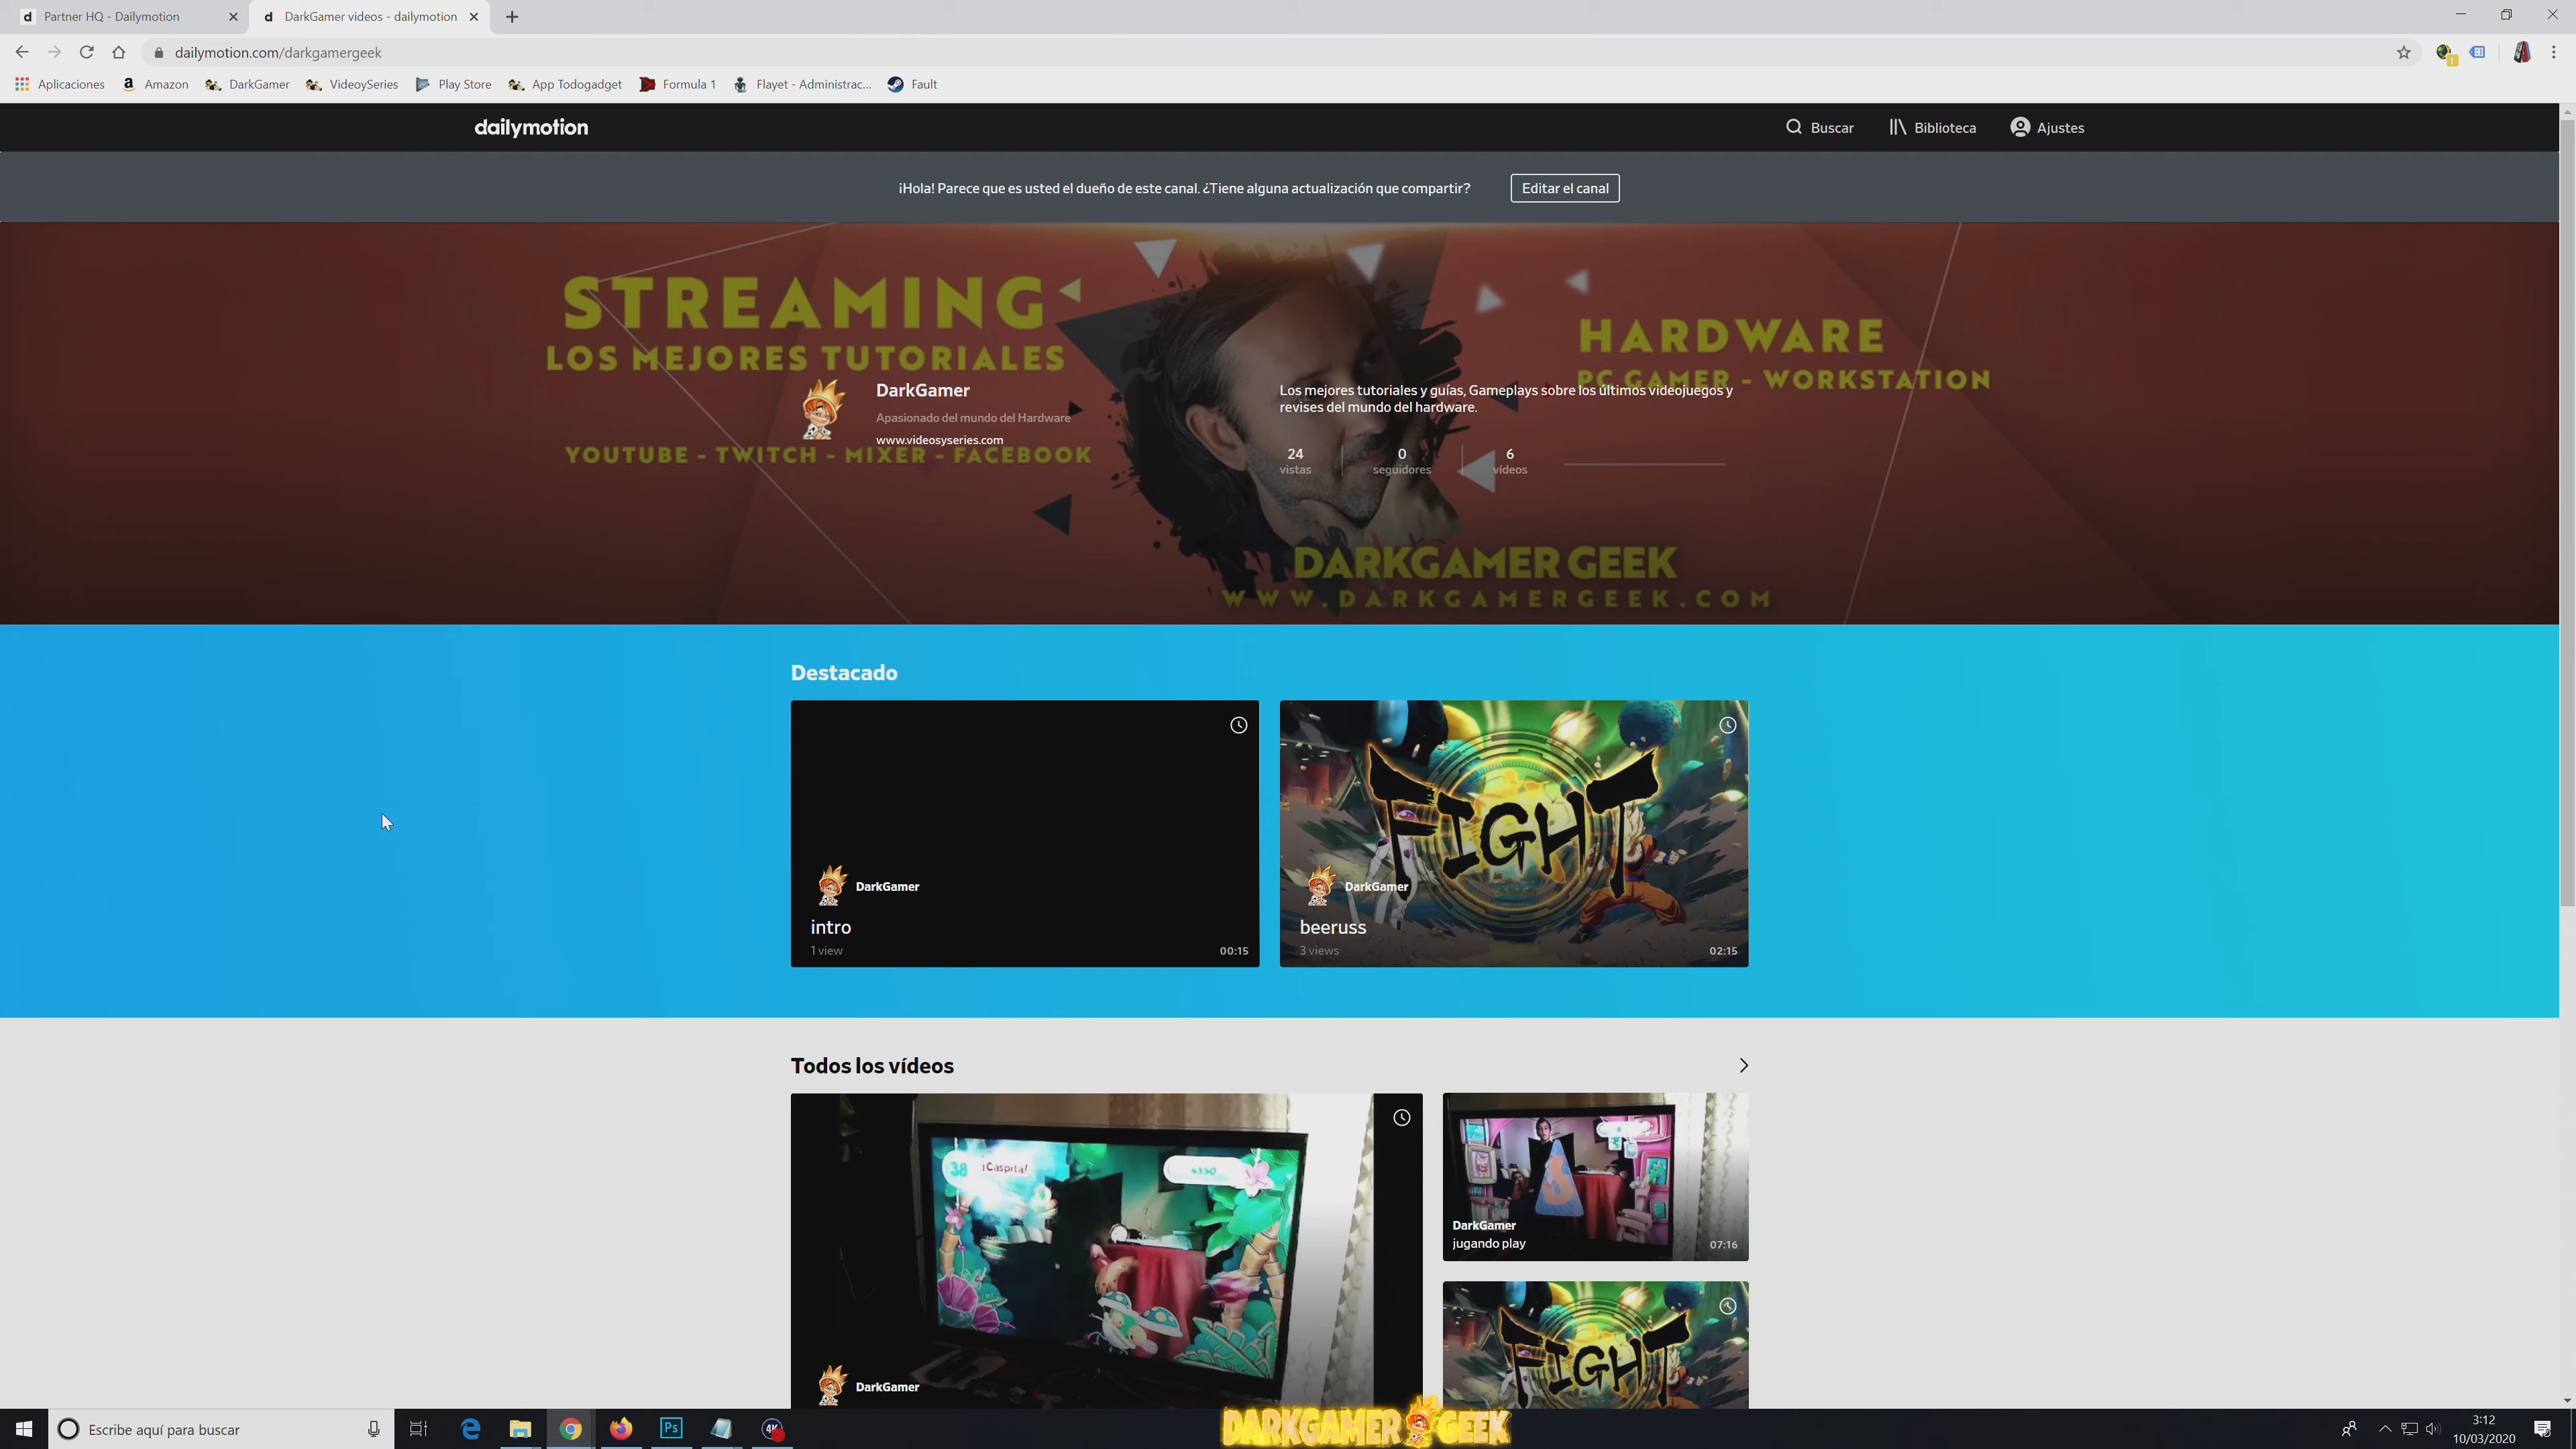 Partner HQ - Dailymotion
DarkGamer videos - dailymotion
dailymotion.com/darkgamergeek
Aplicaciones
Amazon
DarkGamer
VideoySeries
Play Store
App Todogadget
Formula 1
Flayet - Administrac...
Fault
dailymotion
Buscar
Biblioteca
Ajustes
¡Hola! Parece que es usted el dueño de este canal. ¿Tiene alguna actualización que compartir?
Editar el canal
STREAMING
LOS MEJORES TUTORIALES
HARDWARE
PC GAMER - WORKSTATION
DarkGamer
Apasionado del mundo del Hardware
www.videosyseries.com
YOUTUBE - TWITCH - MIXER - FACEBOOK
Los mejores tutoriales y guías, Gameplays sobre los últimos videojuegos y
revises del mundo del hardware.
24
vistas
0
seguidores
6
vídeos
DARKGAMER GEEK
WWW.DARKGAMERGEEK.COM
Destacado
DarkGamer
intro
1 view
00:15
FIGHT
DarkGamer
beeruss
3 views
02:15
Todos los vídeos
38
¡Caspita!
4350
DarkGamer
DarkGamer
jugando play
07:16
FIGHT
Escribe aquí para buscar
Ps
4K
DARKGAMER GEEK
3:12
10/03/2020